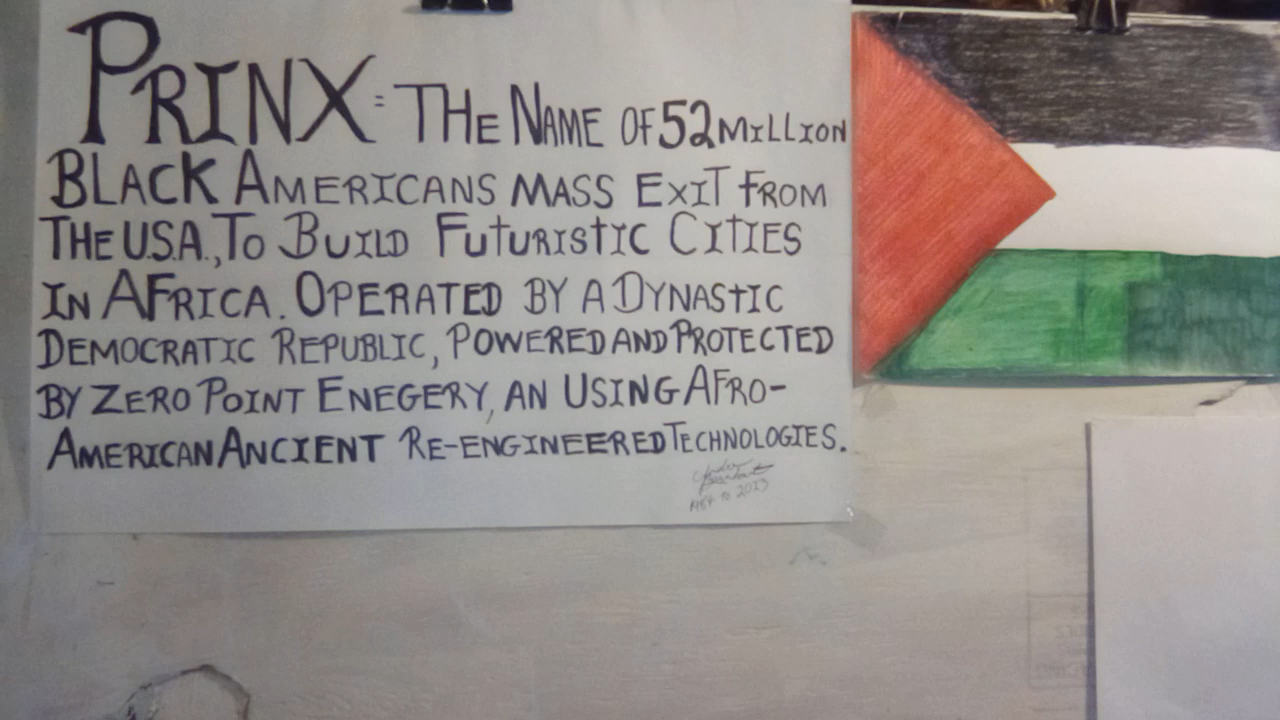 PRINX = THE NAME OF 52 MILLION
BLACK AMERICANS MASS EXIT FROM
THE U.S.A., TO BUILD FUTURISTIC CITIES
IN AFRICA. OPERATED BY A DYNASTIC
DEMOCRATIC REPUBLIC, POWERED AND PROTECTED
BY ZERO POINT ENEGERY, AN USING AFRO-
AMERICAN ANCIENT RE-ENGINEERED TECHNOLOGIES.
TO 2023